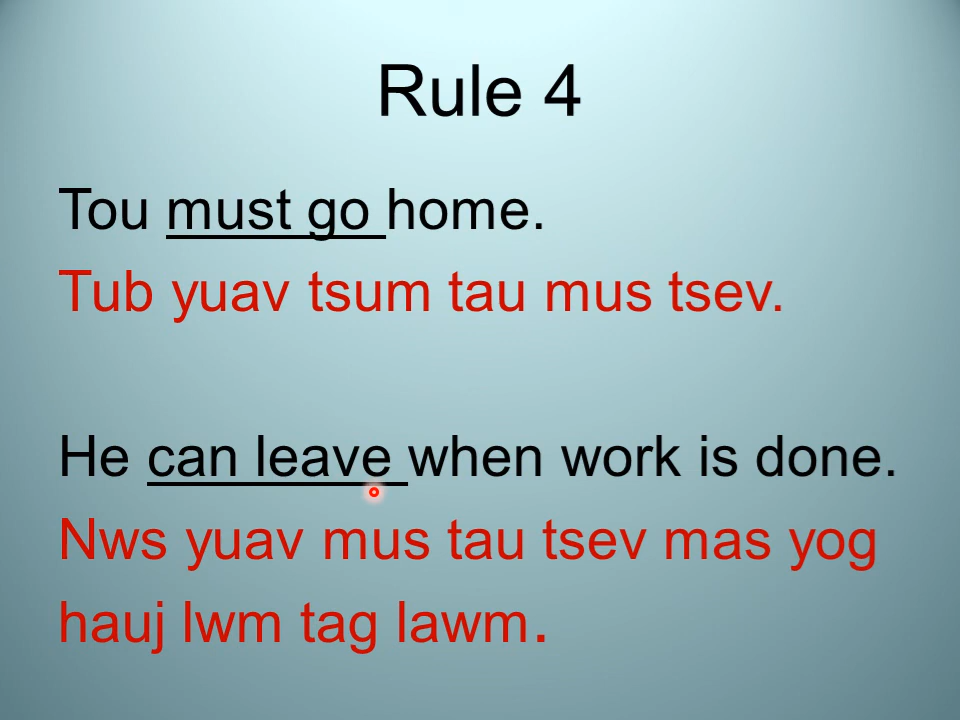 Rule 4
Tou must go home.
Tub yuav tsum tau mus tsev.
He can leave when work is done.
Nws yuav mus tau tsev mas yog
hauj lwm tag lawm.